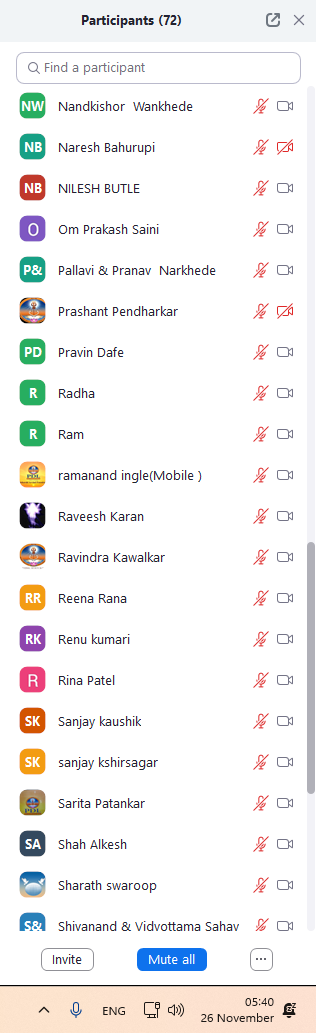 Participants (72)
Find a participant
NW Nandkishor Wankhede
NB Naresh Bahurupi
NB NILESH BUTLE
O Om Prakash Saini
P& Pallavi & Pranav Narkhede
Prashant Pendharkar
PD Pravin Dafe
R Radha
R Ram
ramanand ingle(Mobile )
Raveesh Karan
Ravindra Kawalkar
RR Reena Rana
RK Renu kumari
R Rina Patel
SK Sanjay kaushik
SK sanjay kshirsagar
Sarita Patankar
SA Shah Alkesh
Sharath swaroop
S& Shivanand & Vidyottama Sahay
Invite Mute all ...
ENG 05:40
26 November